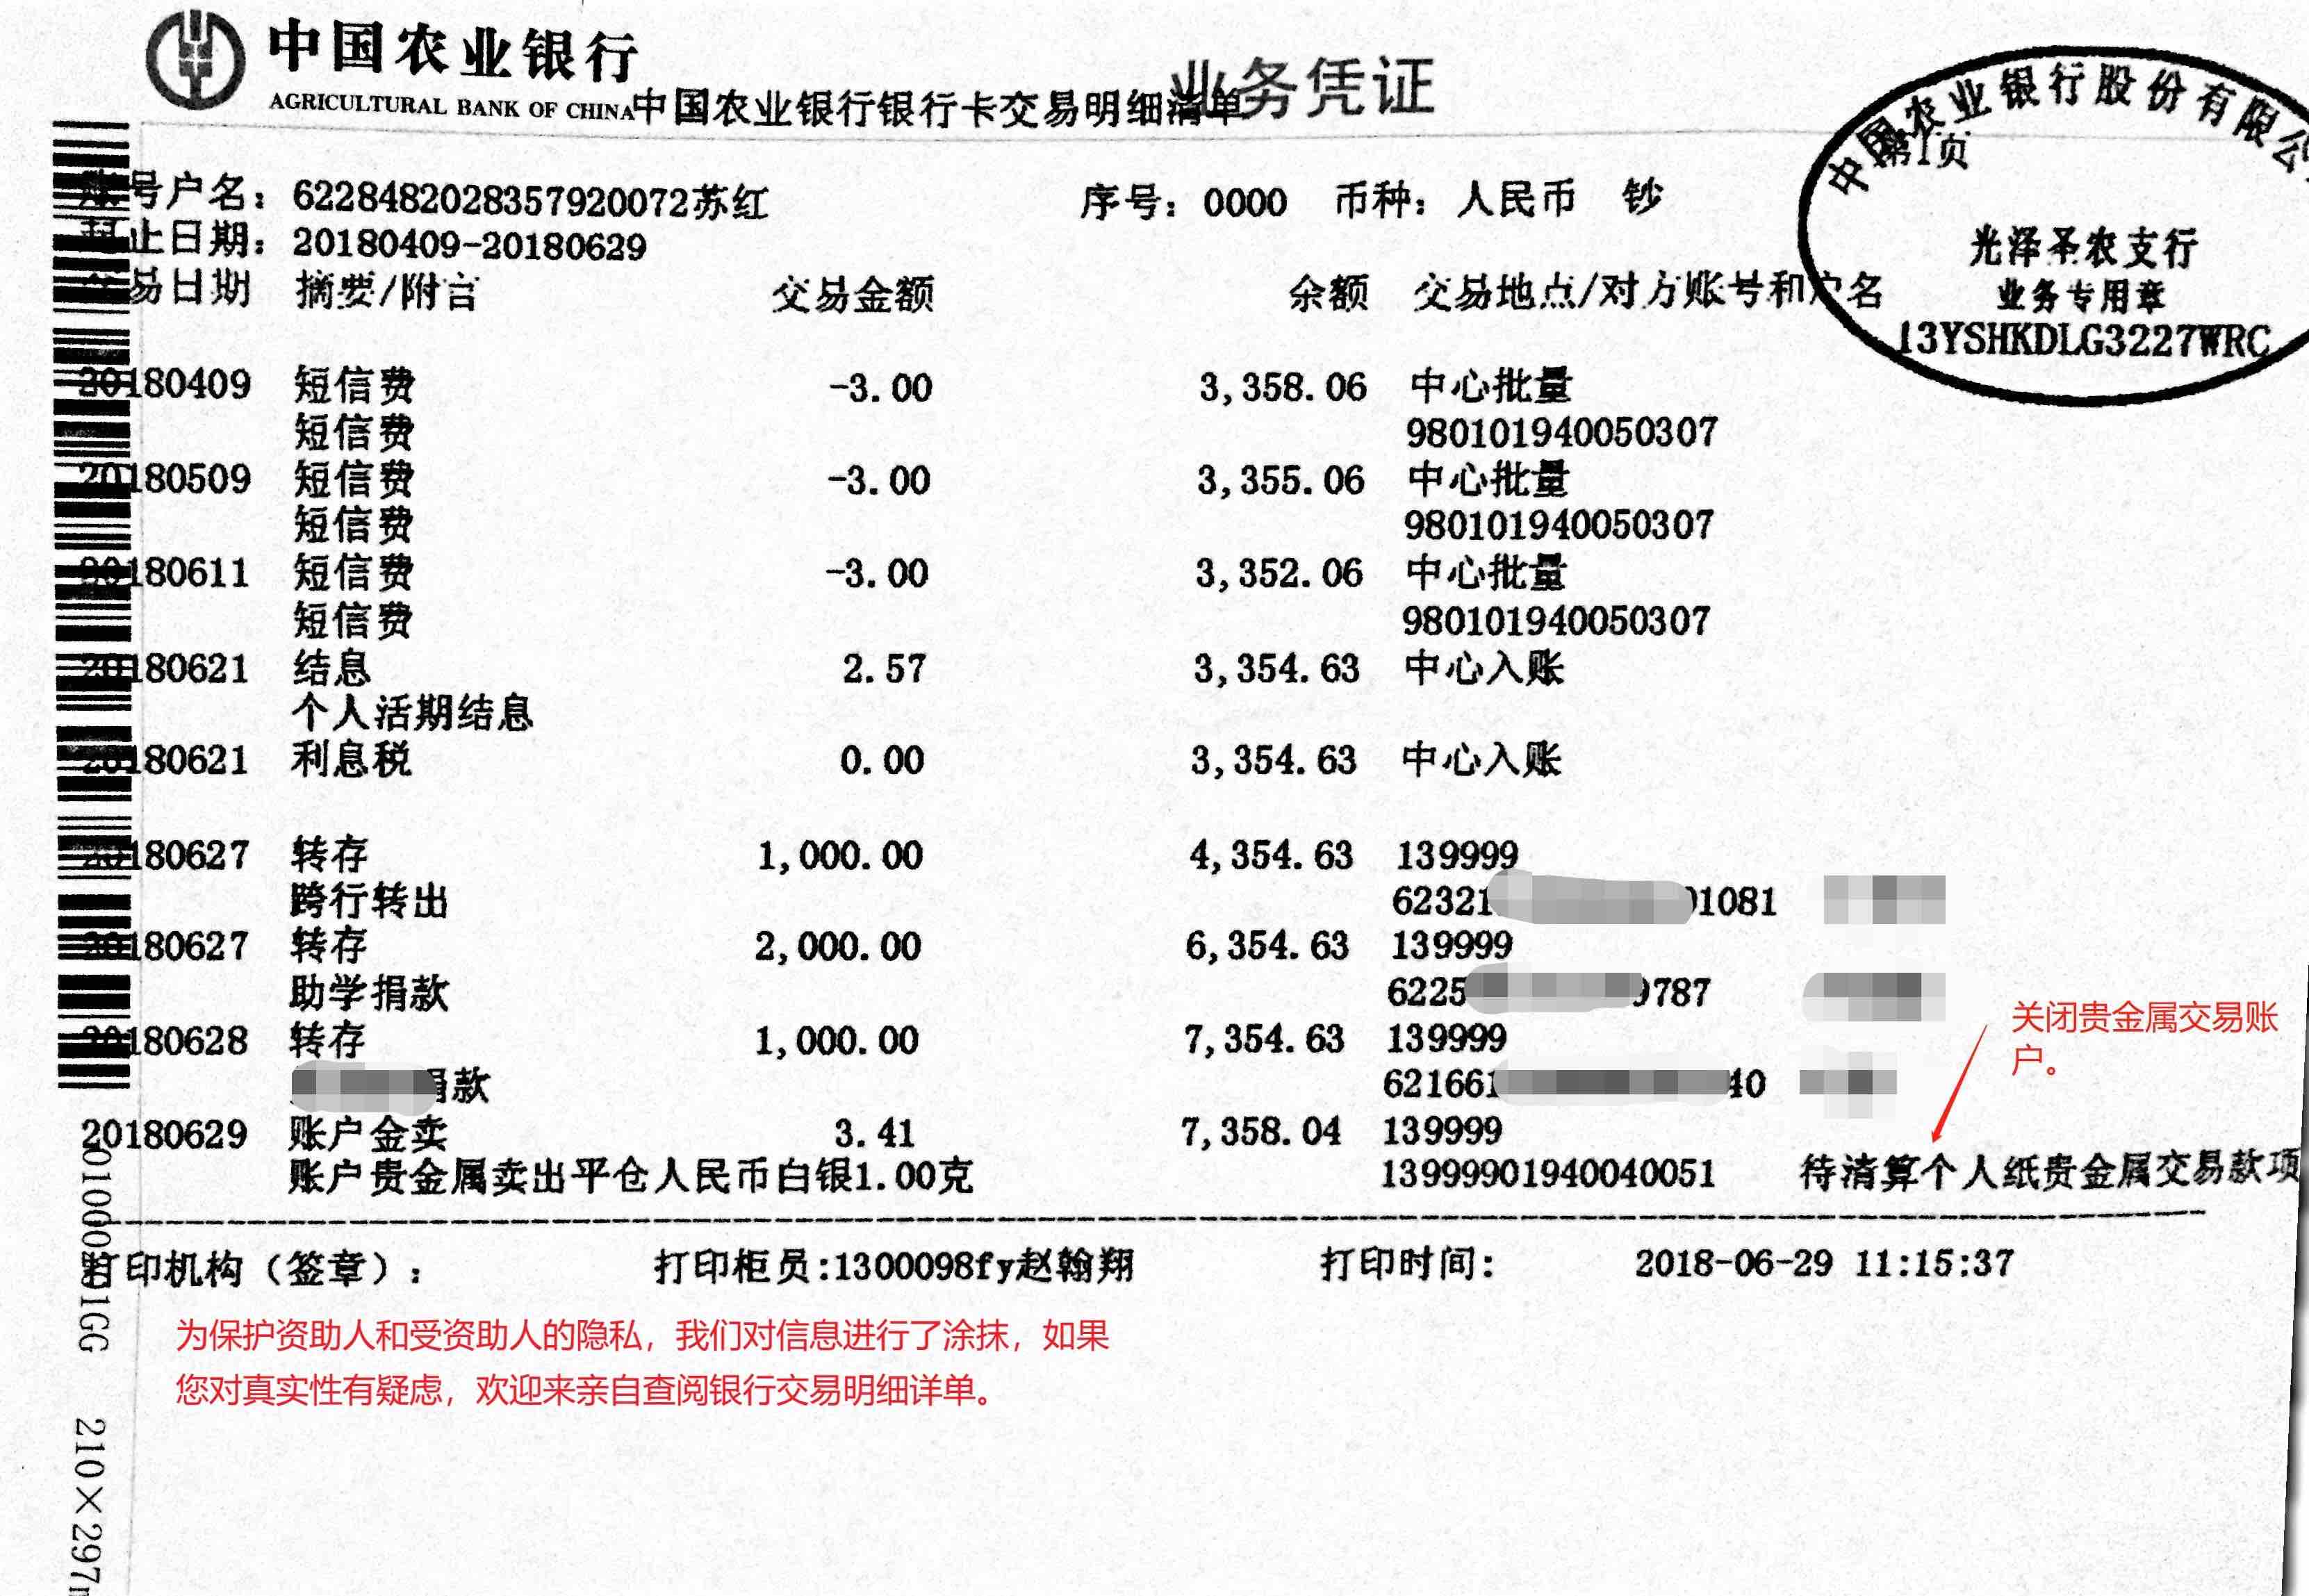 中国农业银行
AGRICULTURAL BANK OF CHINA
业务凭证
中国农业银行银行卡交易明细清单
第1页
中国农业银行股份有限公
光泽圣农支行
业务专用章
13YSHKDLG3227WRC
账号户名： 6228482028357920072苏红 序号： 0000 币种： 人民币 钞
起止日期： 20180409-20180629
交易日期 摘要/附言 交易金额 余额 交易地点/对方账号和户名
20180409 短信费 -3.00 3,358.06 中心批量
短信费 980101940050307
20180509 短信费 -3.00 3,355.06 中心批量
短信费 980101940050307
20180611 短信费 -3.00 3,352.06 中心批量
短信费 980101940050307
20180621 结息 2.57 3,354.63 中心入账
个人活期结息
20180621 利息税 0.00 3,354.63 中心入账
20180627 转存 1,000.00 4,354.63 139999
跨行转出 62321 01081
20180627 转存 2,000.00 6,354.63 139999
助学捐款 6225 9787
20180628 转存 1,000.00 7,354.63 139999
捐款 621661 40
20180629 账户金卖 3.41 7,358.04 139999
账户贵金属卖出平仓人民币白银1.00克 13999901940040051 待清算个人纸贵金属交易款项
关闭贵金属交易账
户。
打印机构（签章）： 打印柜员:1300098fy赵翰翔 打印时间： 2018-06-29 11:15:37
为保护资助人和受资助人的隐私，我们对信息进行了涂抹，如果
您对真实性有疑虑，欢迎来亲自查阅银行交易明细详单。
210×297